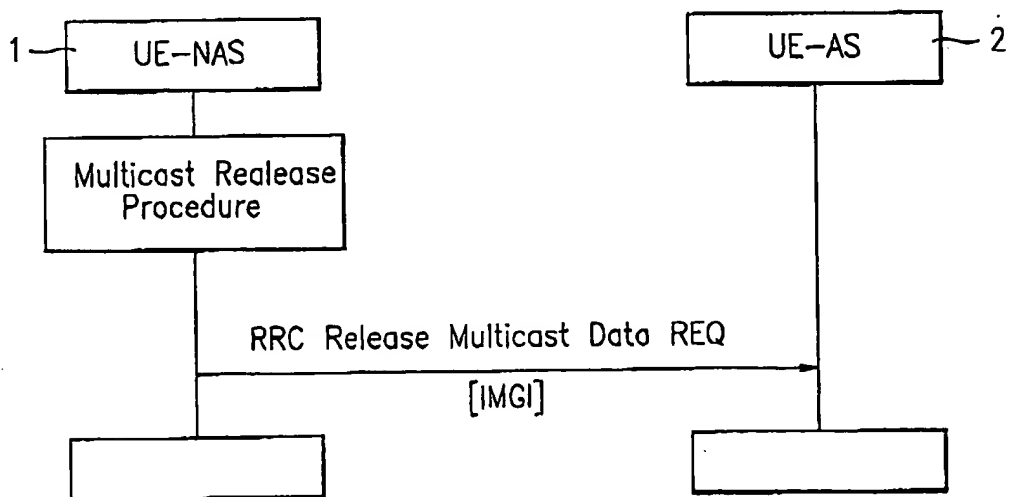 1
UE-NAS
UE-AS
2
Multicast Realease
Procedure
RRC Release Multicast Data REQ
[IMGI]